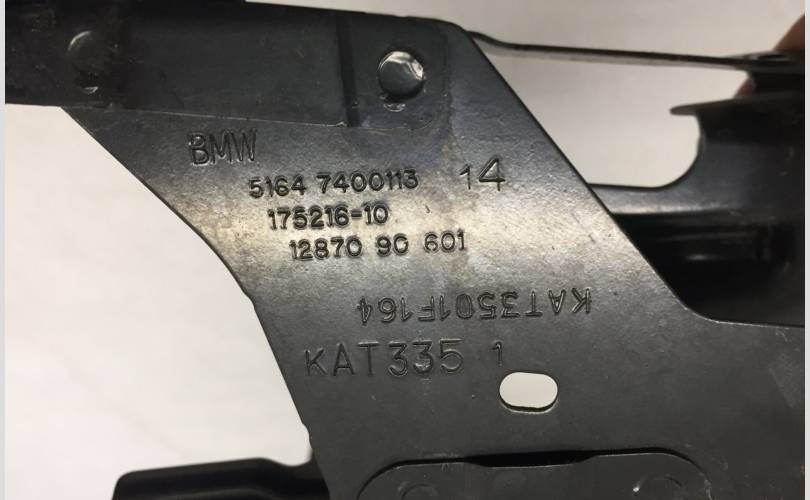 BMW
5164 7400113 14
175216-10
12870 90 601
KAT3501F164
KAT335 1